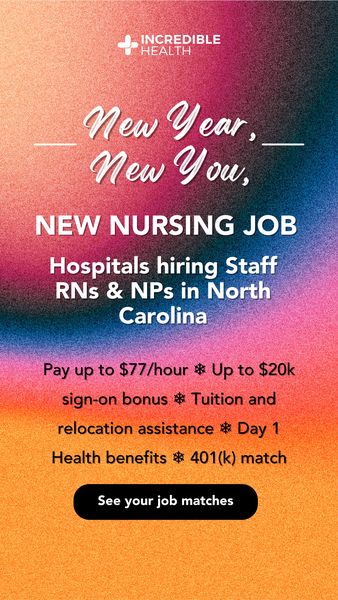 INCREDIBLE
HEALTH
New Year,
New You,
NEW NURSING JOB
Hospitals hiring Staff
RNs & NPs in North
Carolina
Pay up to $77/hour ❄ Up to $20k
sign-on bonus ❄ Tuition and
relocation assistance ❄ Day 1
Health benefits ❄ 401(k) match
See your job matches